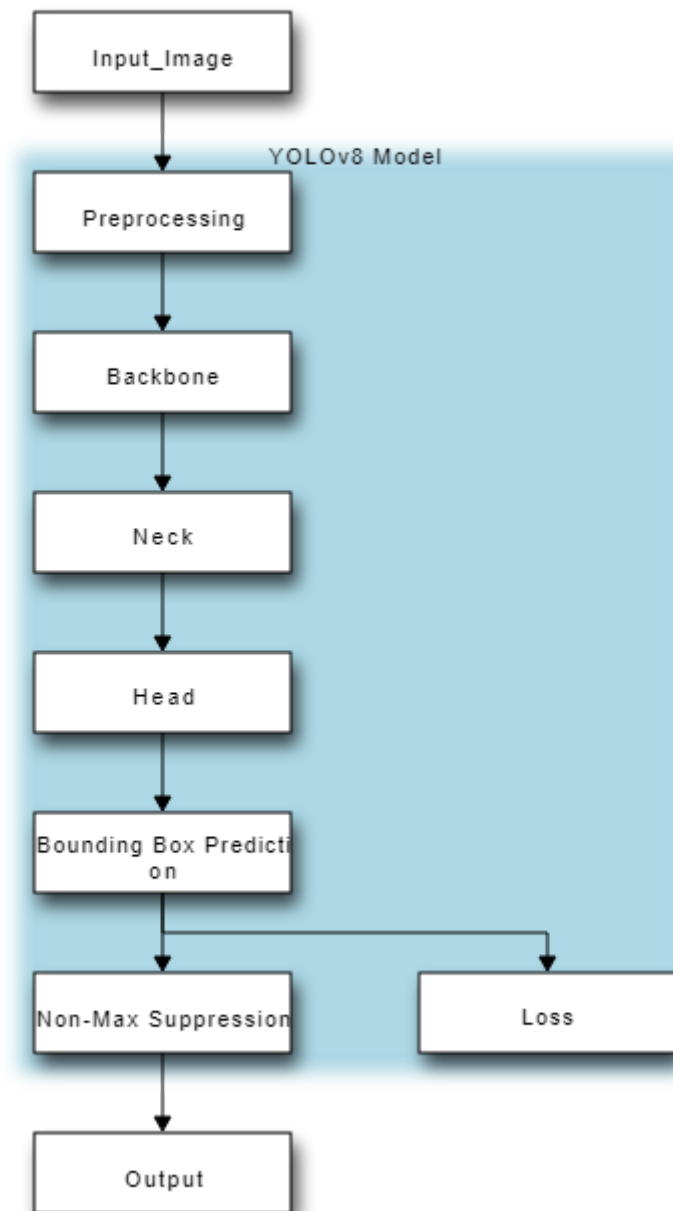 Input_Image
YOLOv8 Model
Preprocessing
Backbone
Neck
Head
Bounding Box Predicti
on
Non-Max Suppression
Loss
Output